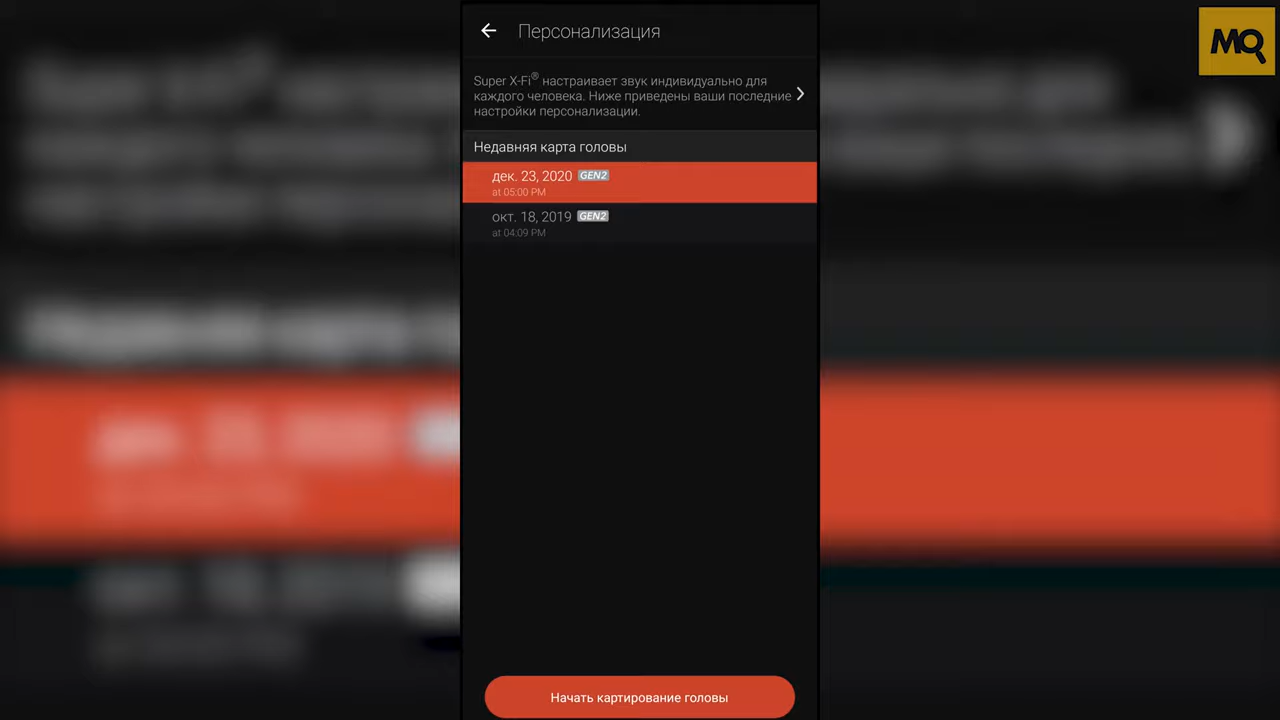 MQ
Персонализация
Super X-Fi® настраивает звук индивидуально для
каждого человека. Ниже приведены ваши последние
настройки персонализации.
Недавняя карта головы
дек. 23, 2020 GEN2
at 05:00 PM
окт. 18, 2019 GEN2
at 04:09 PM
Начать картирование головы